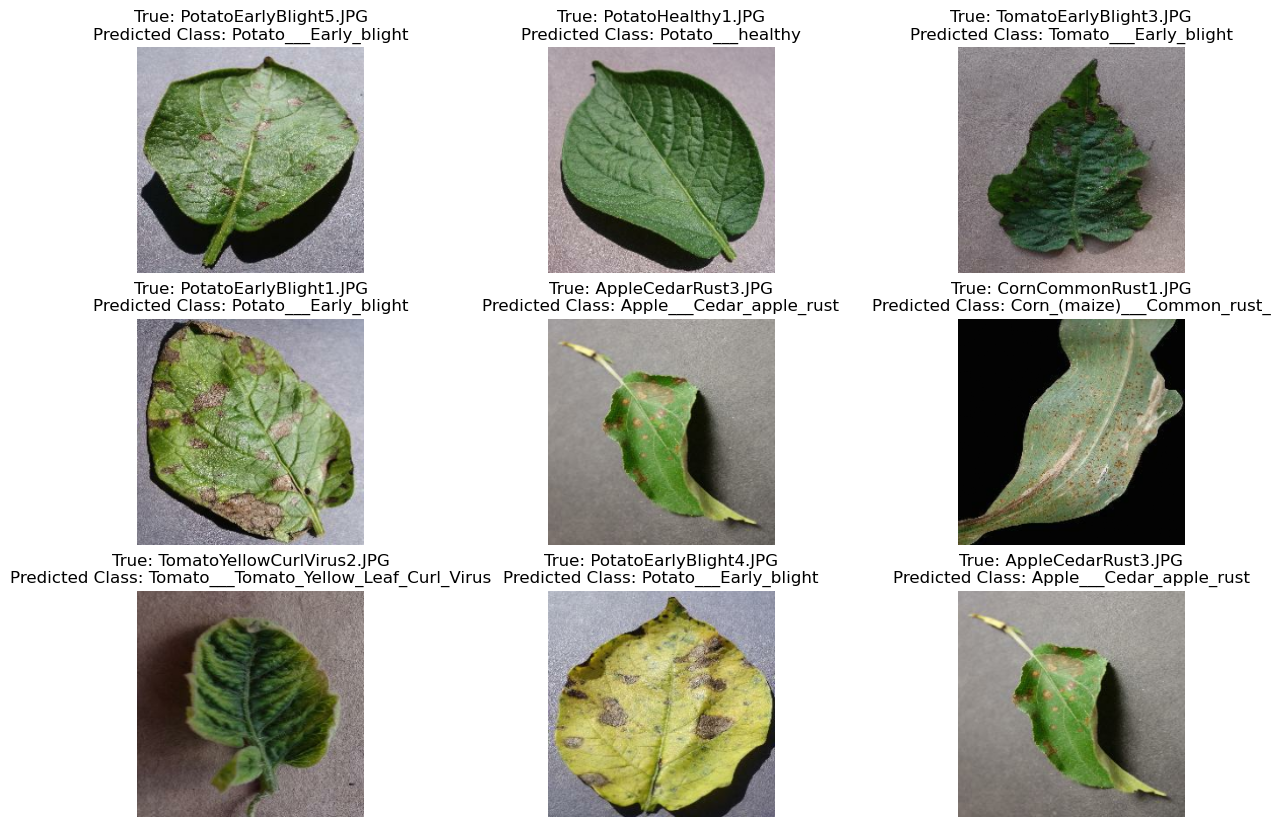 True: PotatoEarlyBlight5.JPG
Predicted Class: Potato___Early_blight
True: PotatoHealthy1.JPG
Predicted Class: Potato___healthy
True: TomatoEarlyBlight3.JPG
Predicted Class: Tomato___Early_blight
True: PotatoEarlyBlight1.JPG
Predicted Class: Potato___Early_blight
True: AppleCedarRust3.JPG
Predicted Class: Apple___Cedar_apple_rust
True: CornCommonRust1.JPG
Predicted Class: Corn_(maize)___Common_rust_
True: TomatoYellowCurlVirus2.JPG
Predicted Class: Tomato___Tomato_Yellow_Leaf_Curl_Virus
True: PotatoEarlyBlight4.JPG
Predicted Class: Potato___Early_blight
True: AppleCedarRust3.JPG
Predicted Class: Apple___Cedar_apple_rust